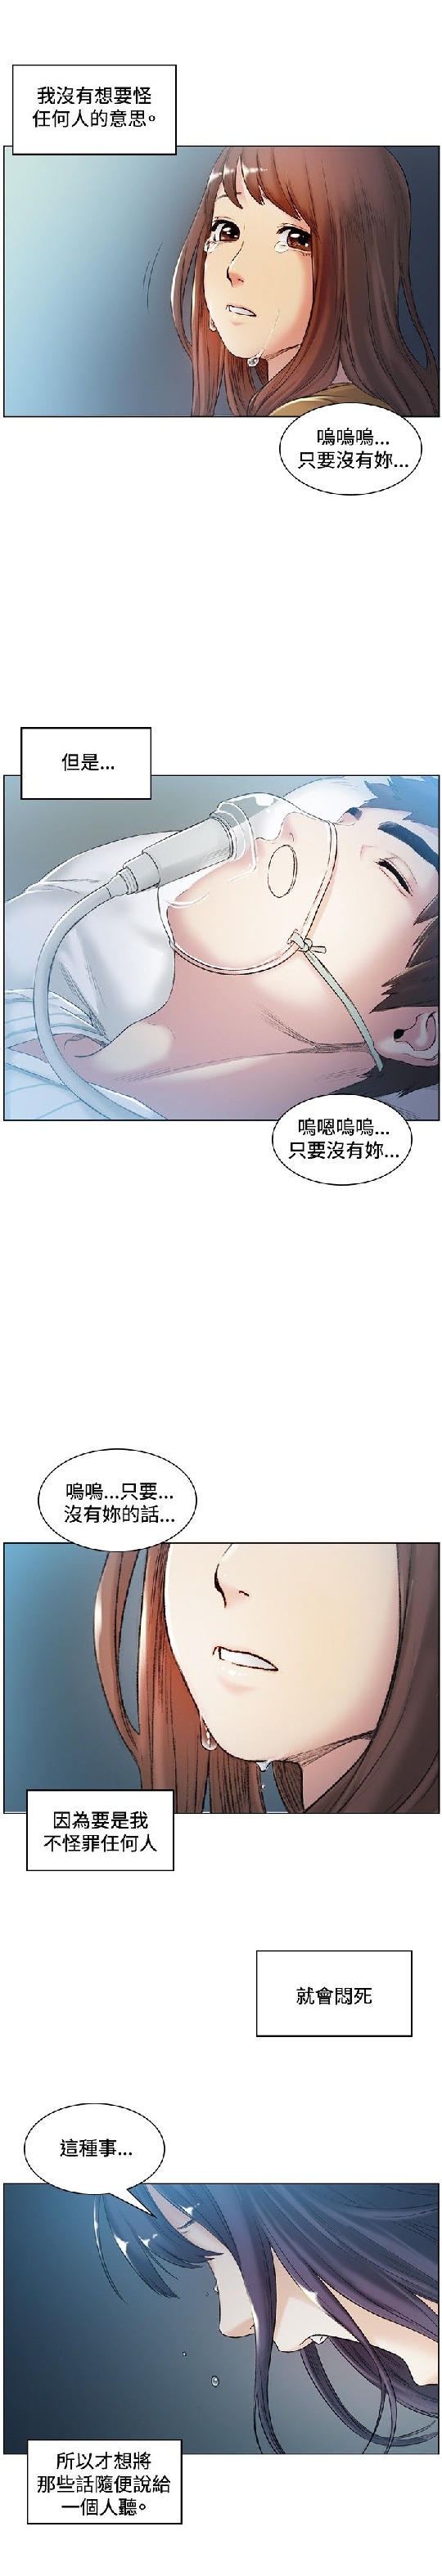 我沒有想要怪
任何人的意思。
嗚嗚嗚...
只要沒有妳...
但是...
嗚嗯嗚嗚...
只要沒有妳...
嗚嗚...只要...
沒有妳的話...
因為要是我
不怪罪任何人
就會悶死
這種事...
所以才想將
那些話隨便說給
一個人聽。